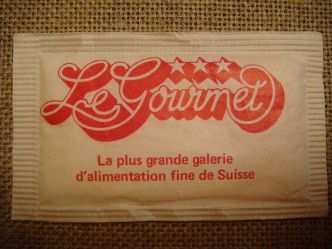 Le Gourmet
La plus grande galerie
d'alimentation fine de Suisse